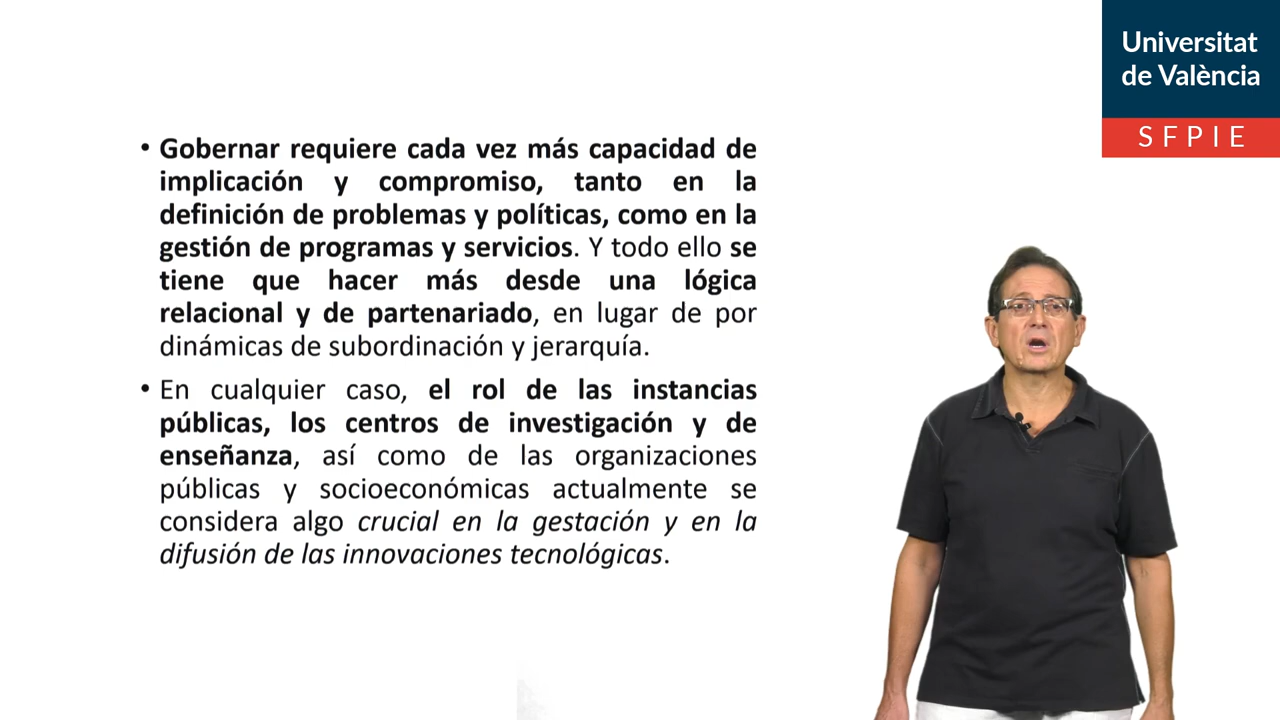 Universitat
de València
SFPIE
• Gobernar requiere cada vez más capacidad de
implicación y compromiso, tanto en la
definición de problemas y políticas, como en la
gestión de programas y servicios. Y todo ello se
tiene que hacer más desde una lógica
relacional y de partenariado, en lugar de por
dinámicas de subordinación y jerarquía.
• En cualquier caso, el rol de las instancias
públicas, los centros de investigación y de
enseñanza, así como de las organizaciones
públicas y socioeconómicas actualmente se
considera algo crucial en la gestación y en la
difusión de las innovaciones tecnológicas.